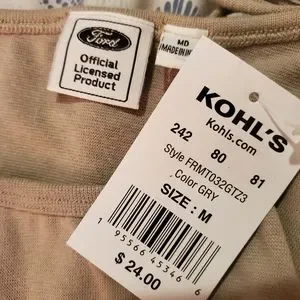 Ford
Official
Licensed
Product
MD
MADE IN
KOHL'S
Kohls.com
242 80 81
Style FRMT032GTZ3
Color GRY
SIZE : M
1 95566 45346 6
$ 24.00